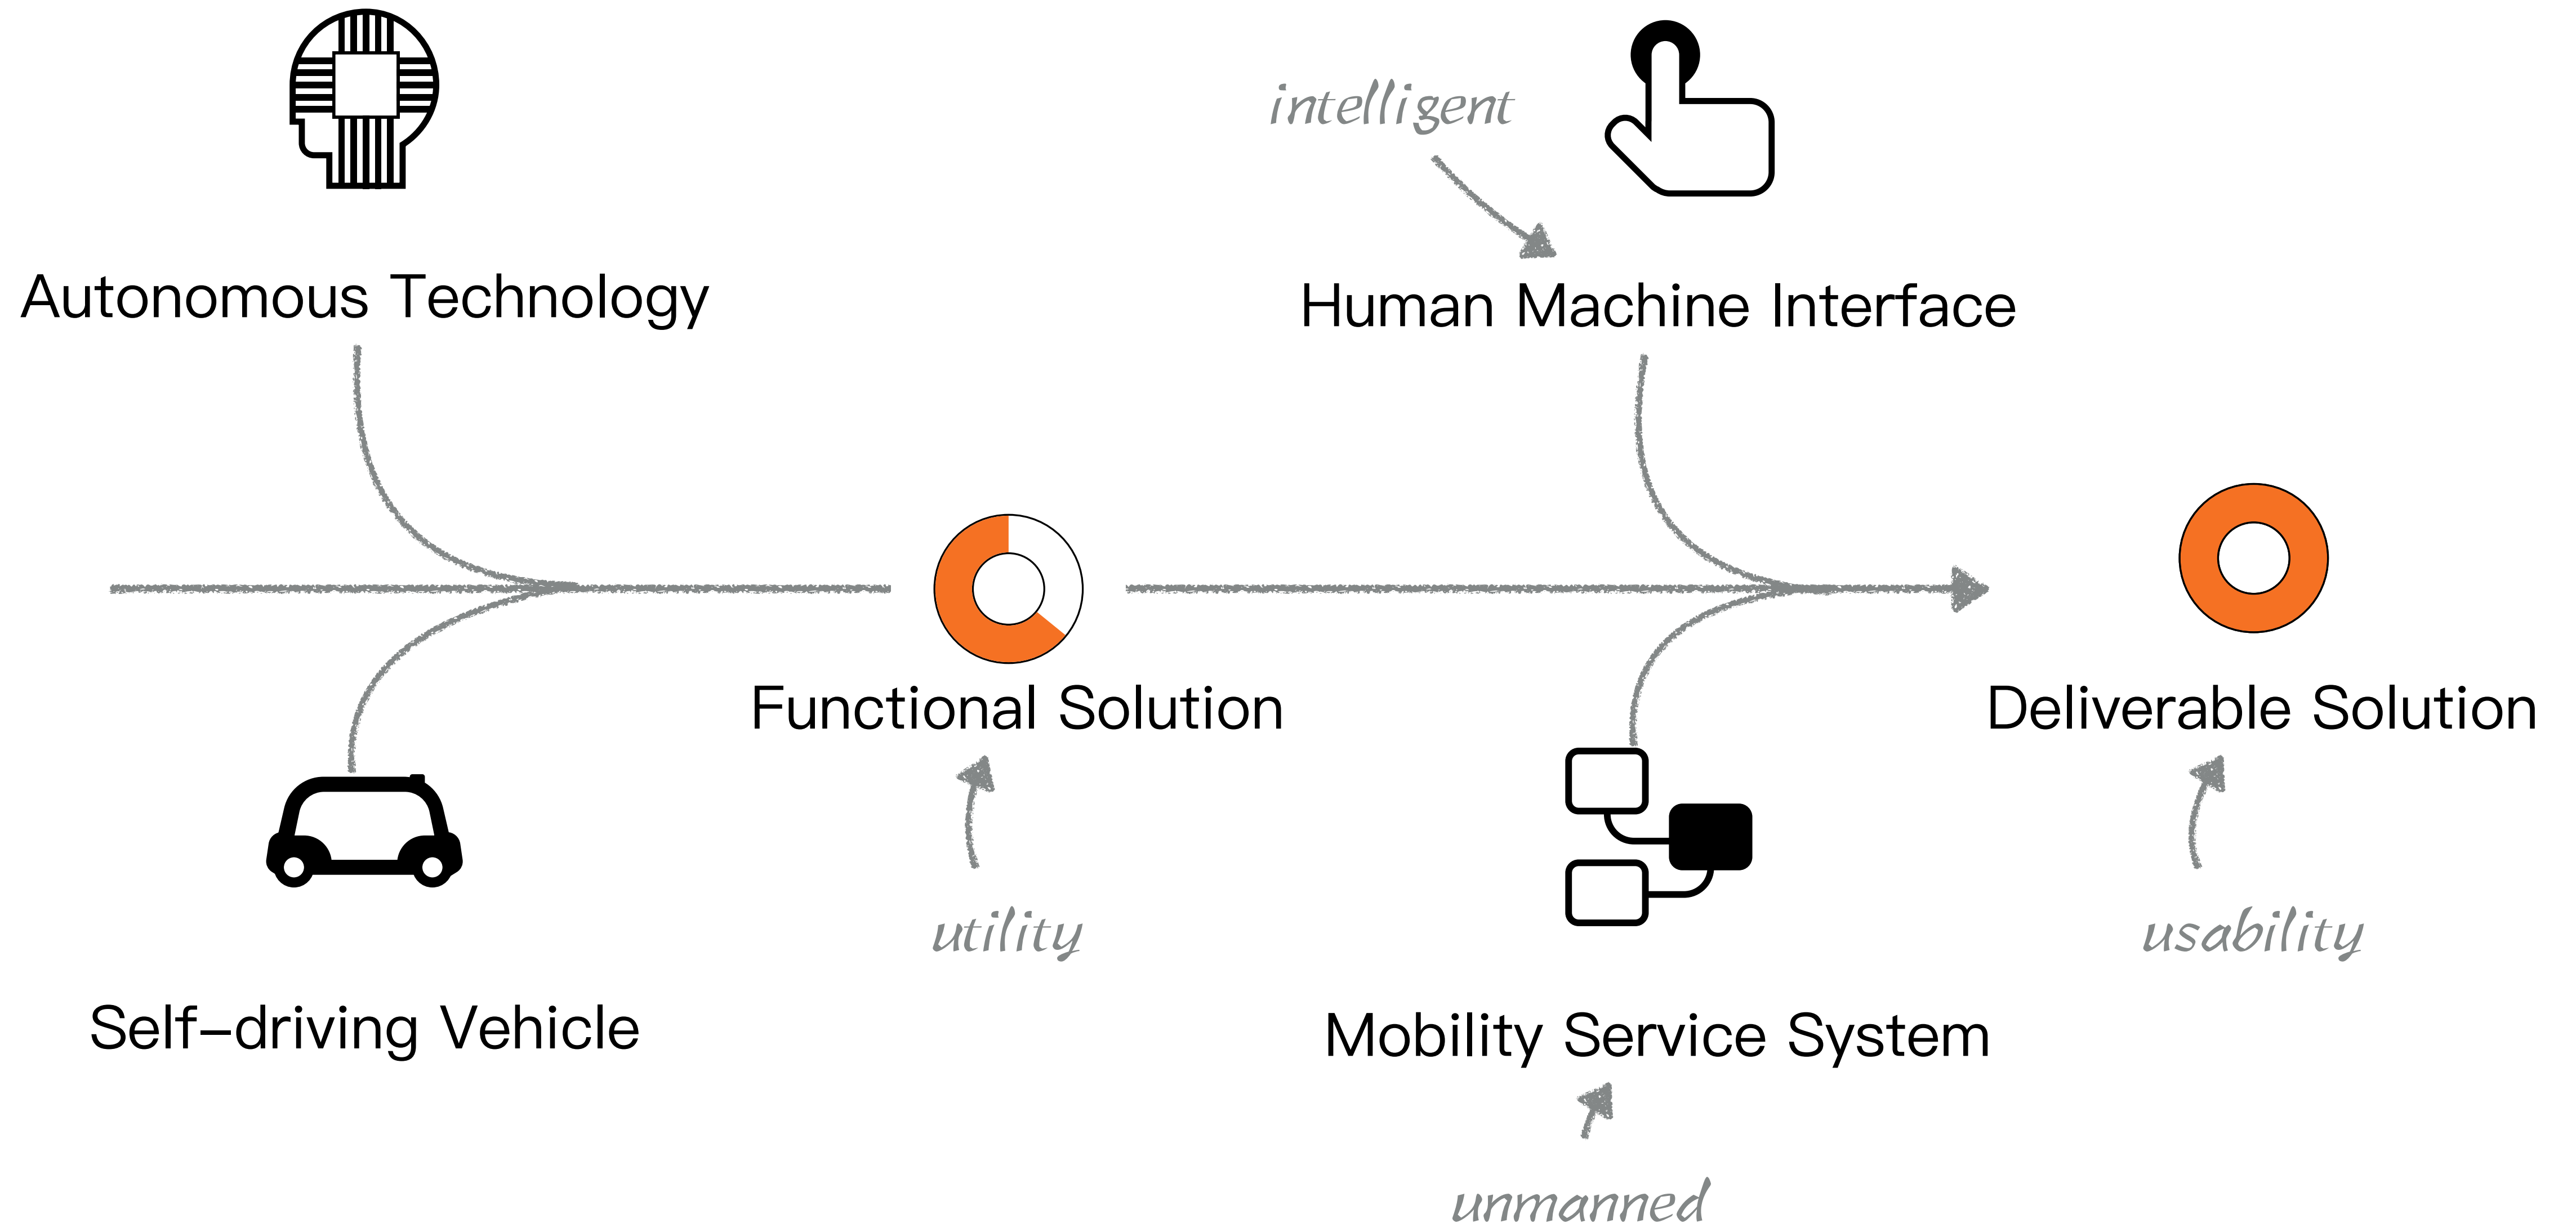 intelligent
Autonomous Technology
Human Machine Interface
Functional Solution
Deliverable Solution
utility
usability
Self-driving Vehicle
Mobility Service System
unmanned